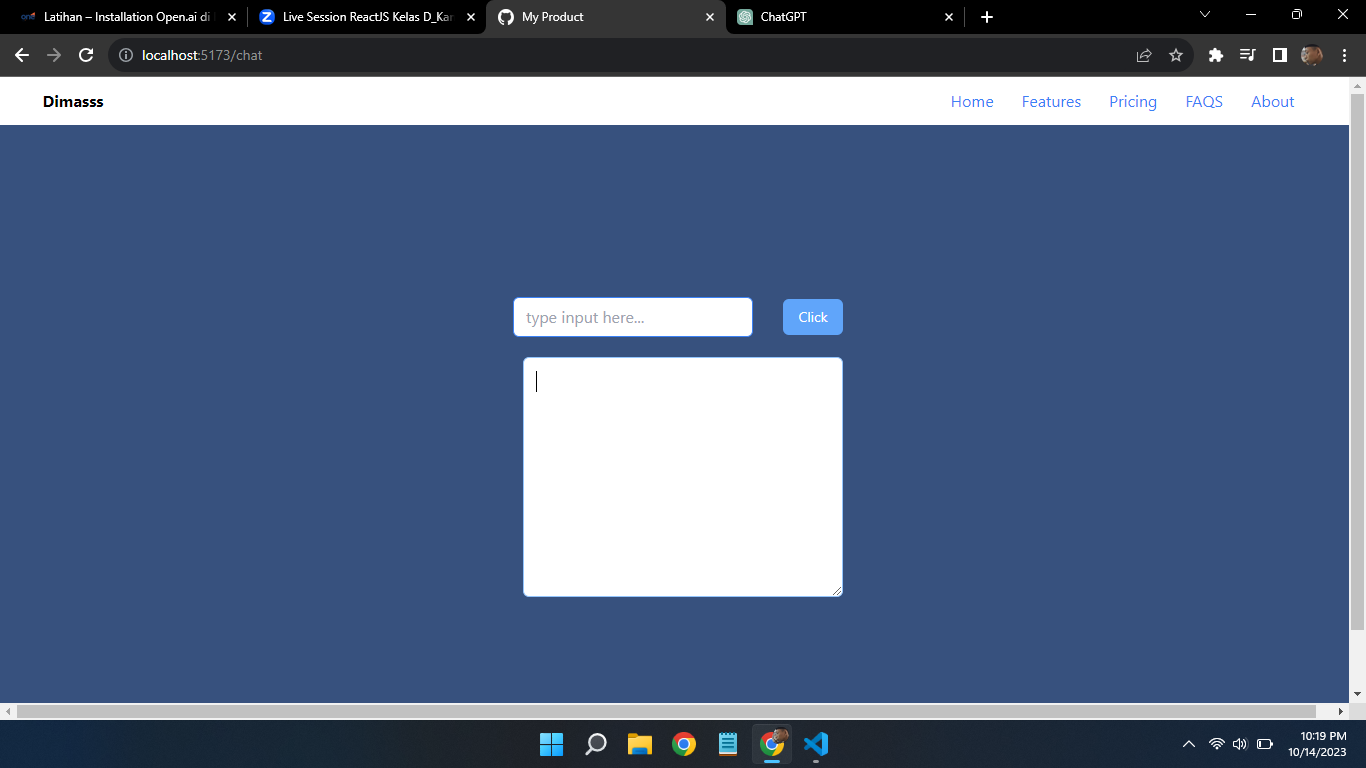 Latihan – Installation Open.ai di
Live Session ReactJS Kelas D_Kar
My Product
ChatGPT
localhost:5173/chat
Dimasss
Home
Features
Pricing
FAQS
About
type input here...
Click
10:19 PM
10/14/2023